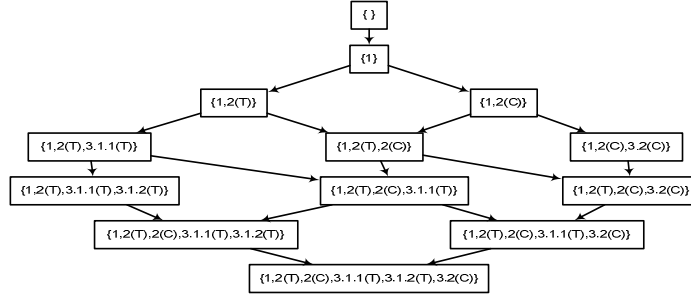 { }
{1}
{1,2(T)}
{1,2(C)}
{1,2(T),3.1.1(T)}
{1,2(T),2(C)}
{1,2(C),3.2(C)}
{1,2(T),3.1.1(T),3.1.2(T)}
{1,2(T),2(C),3.1.1(T)}
{1,2(T),2(C),3.2(C)}
{1,2(T),2(C),3.1.1(T),3.1.2(T)}
{1,2(T),2(C),3.1.1(T),3.2(C)}
{1,2(T),2(C),3.1.1(T),3.1.2(T),3.2(C)}